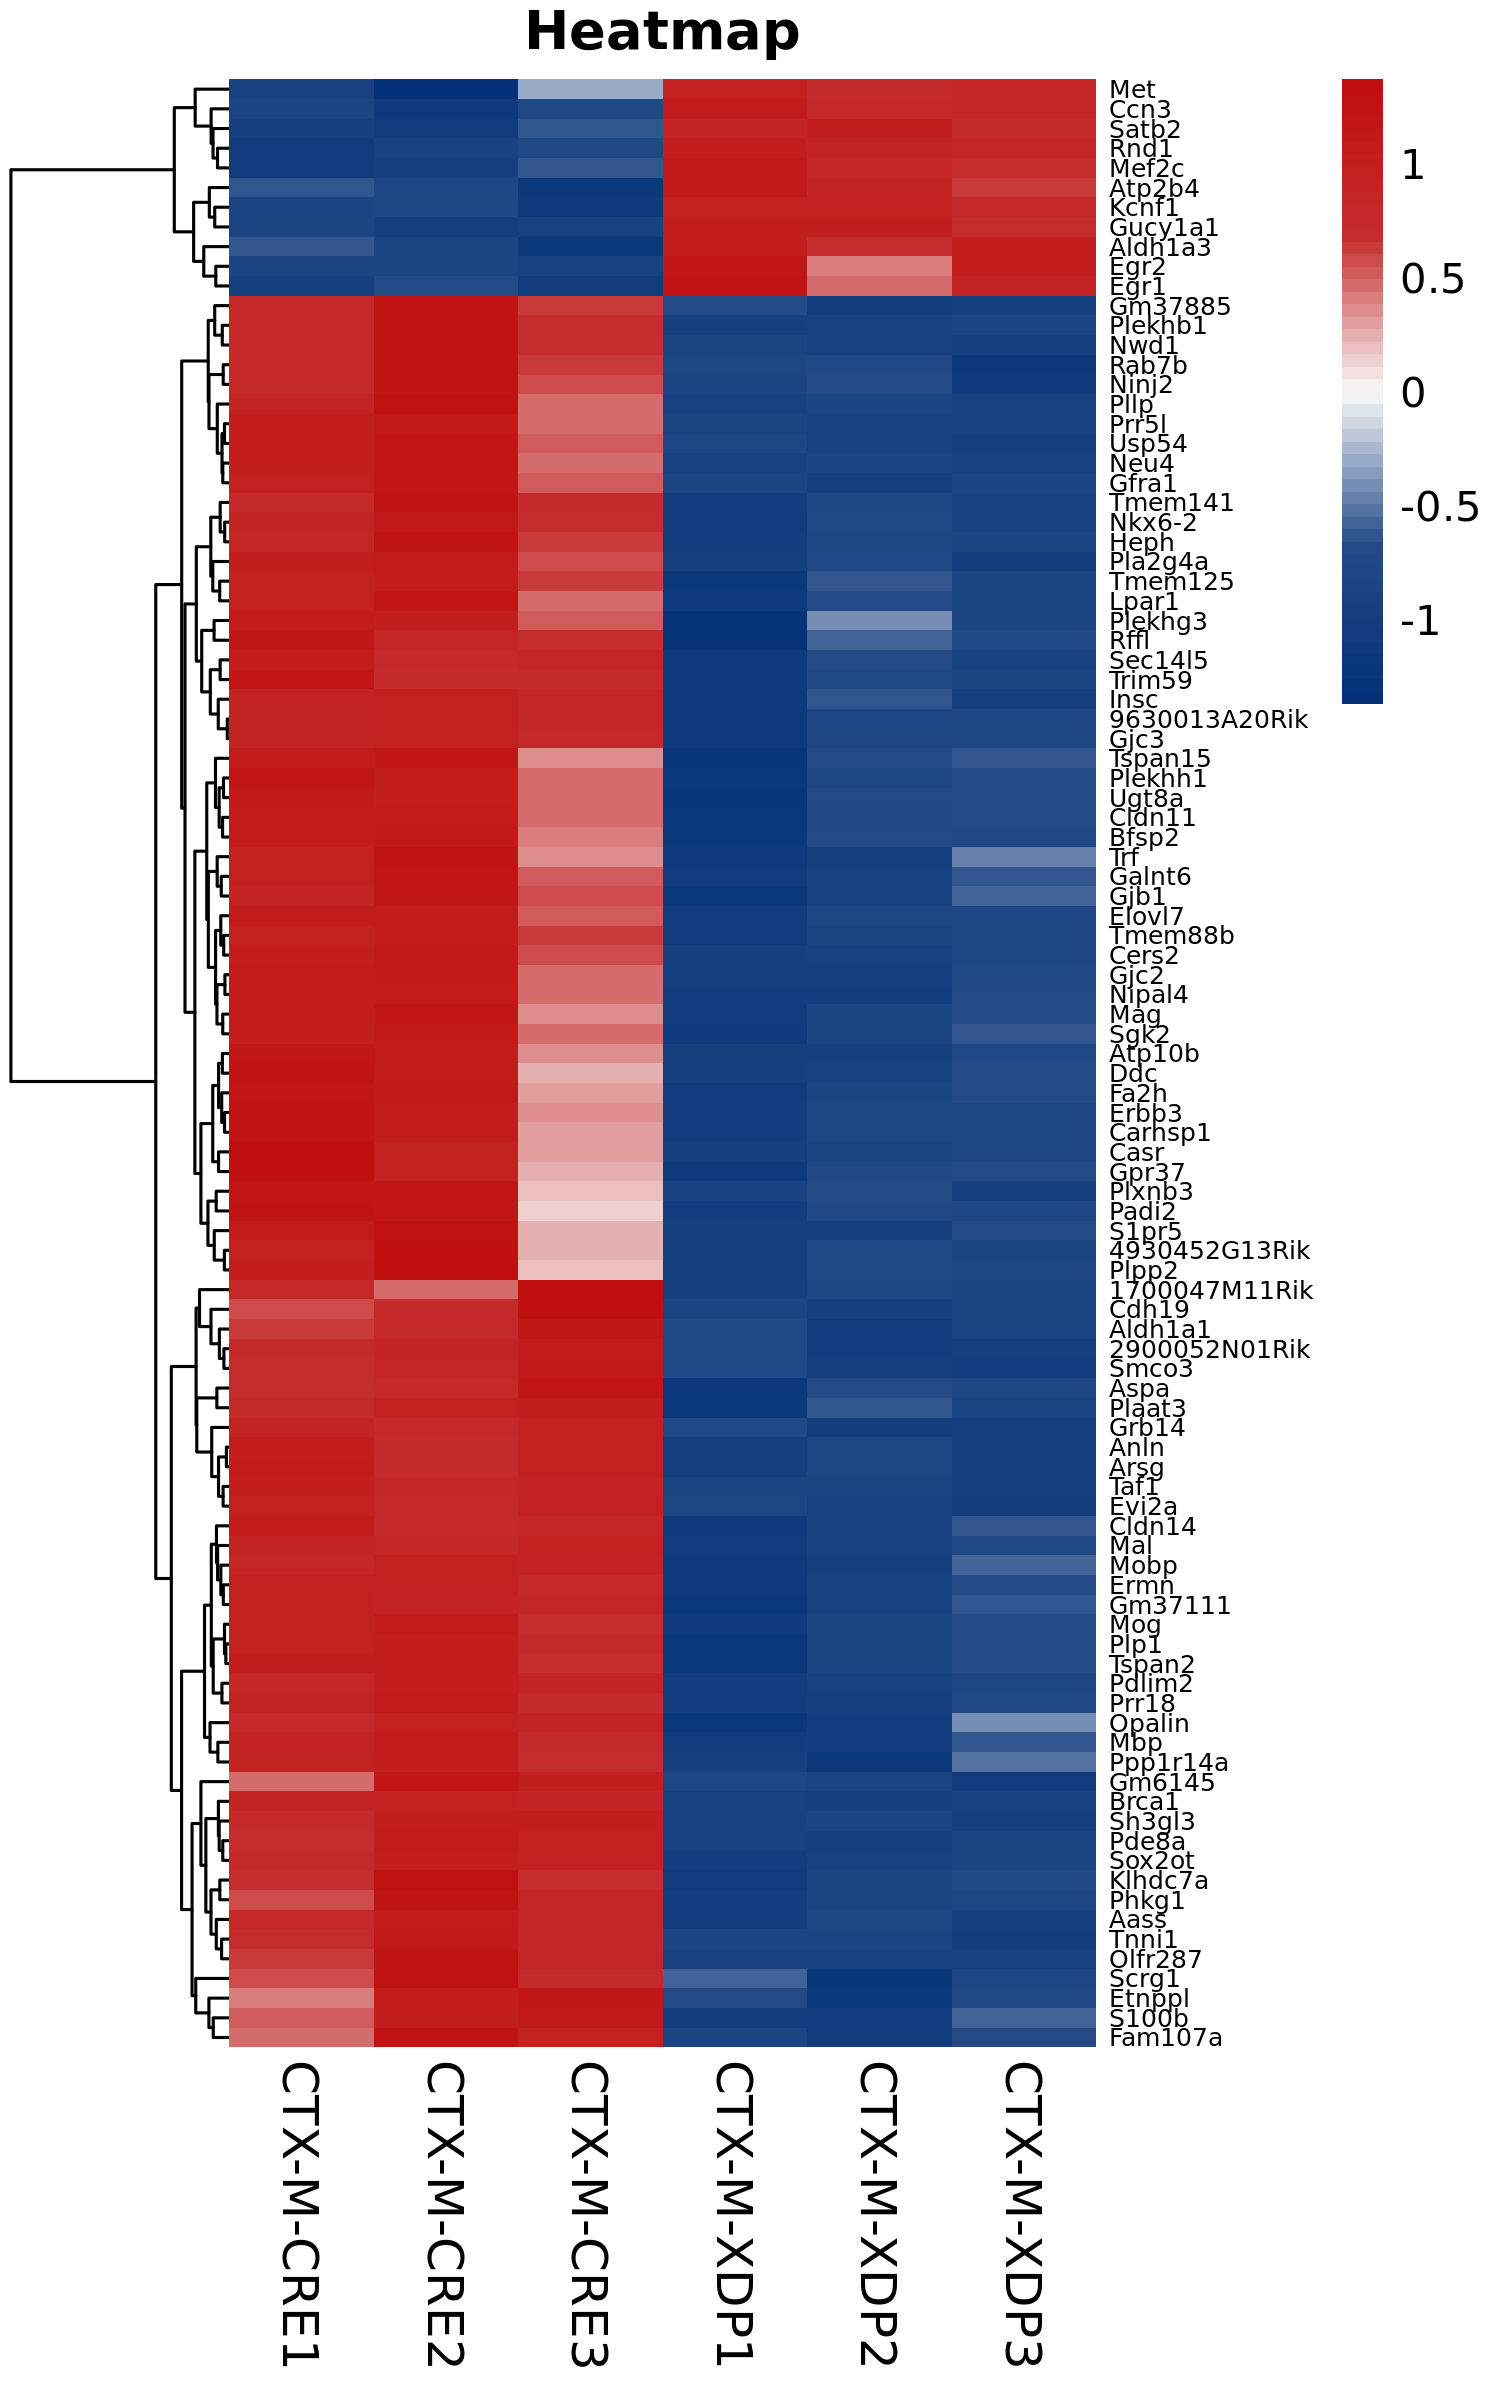 Heatmap
Met
Ccn3
Satb2
Rnd1
Mef2c
Atp2b4
Kcnf1
Gucy1a1
Aldh1a3
Egr2
Egr1
Gm37885
Plekhb1
Nwd1
Rab7b
Ninj2
Pllp
Prr5l
Usp54
Neu4
Gfra1
Tmem141
Nkx6-2
Heph
Pla2g4a
Tmem125
Lpar1
Plekhg3
Rffl
Sec14l5
Trim59
Insc
9630013A20Rik
Gjc3
Tspan15
Plekhh1
Ugt8a
Cldn11
Bfsp2
Trf
Galnt6
Gjb1
Elovl7
Tmem88b
Cers2
Gjc2
Nipal4
Mag
Sgk2
Atp10b
Ddc
Fa2h
Erbb3
Carhsp1
Casr
Gpr37
Plxnb3
Padi2
S1pr5
4930452G13Rik
Plpp2
1700047M11Rik
Cdh19
Aldh1a1
2900052N01Rik
Smco3
Aspa
Plaat3
Grb14
Anln
Arsg
Taf1
Evi2a
Cldn14
Mal
Mobp
Ermn
Gm37111
Mog
Plp1
Tspan2
Pdlim2
Prr18
Opalin
Mbp
Ppp1r14a
Gm6145
Brca1
Sh3gl3
Pde8a
Sox2ot
Klhdc7a
Phkg1
Aass
Tnni1
Olfr287
Scrg1
Etnppl
S100b
Fam107a
1
0.5
0
-0.5
-1
CTX-M-CRE1
CTX-M-CRE2
CTX-M-CRE3
CTX-M-XDP1
CTX-M-XDP2
CTX-M-XDP3